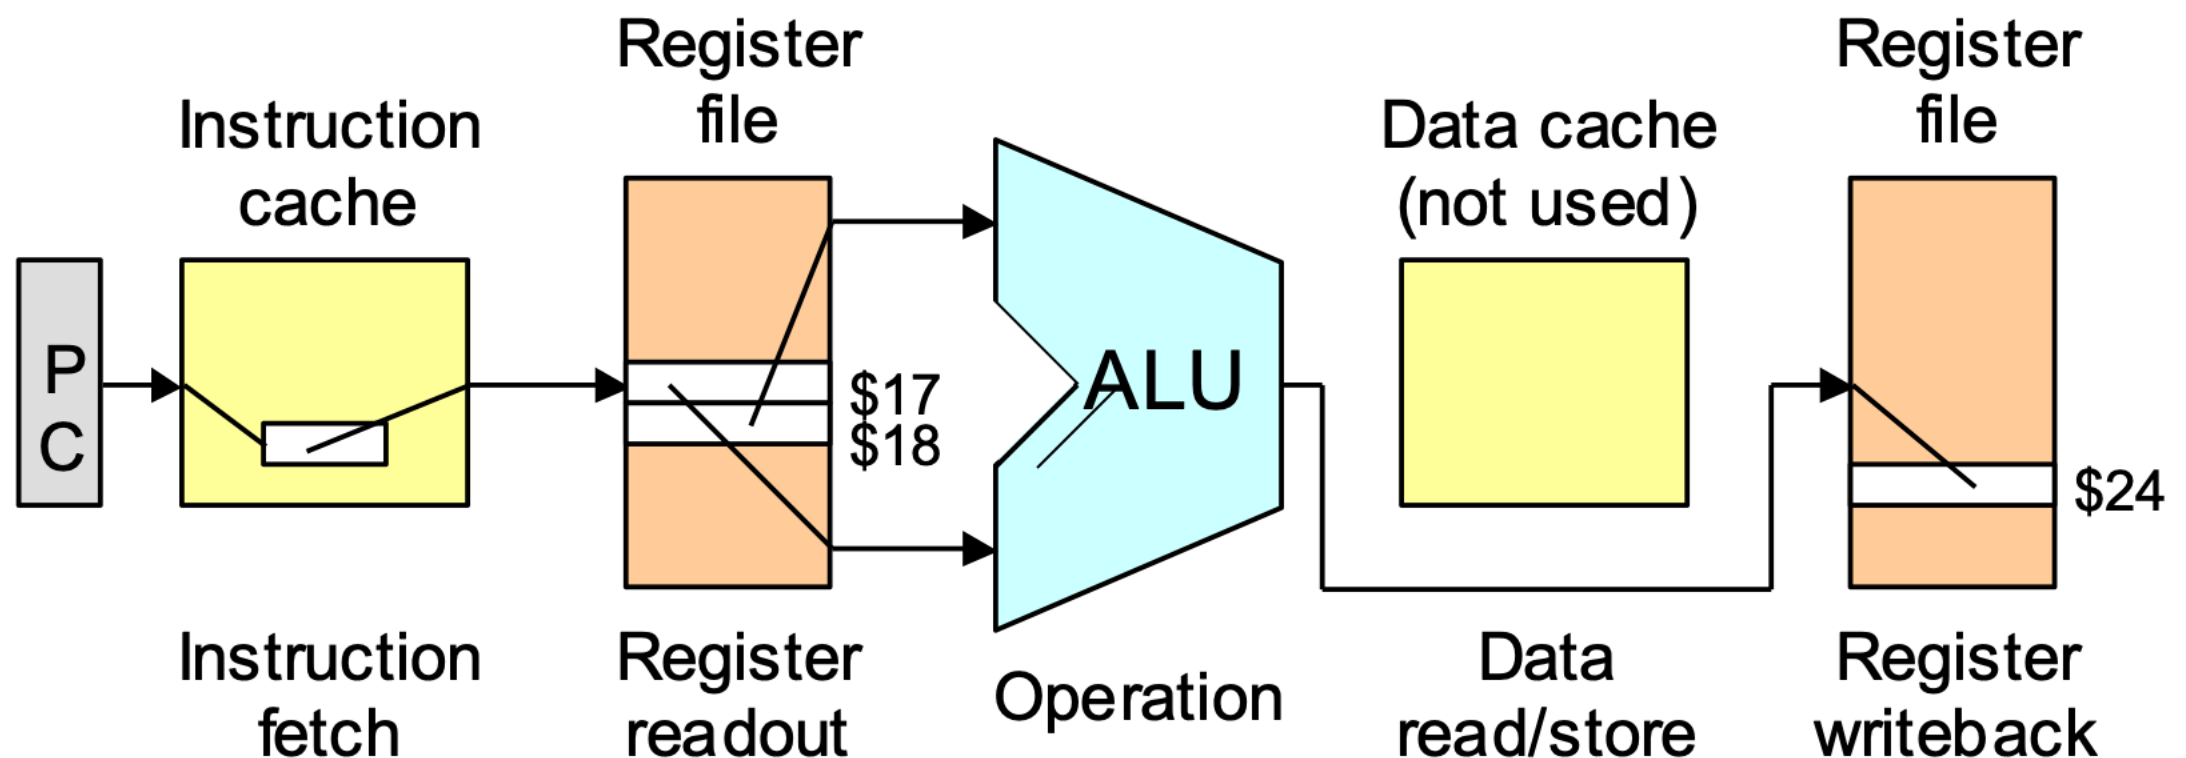 Register
file
Register
file
Instruction
cache
Data cache
(not used)
P
C
$17
$18
ALU
$24
Instruction
fetch
Register
readout
Operation
Data
read/store
Register
writeback